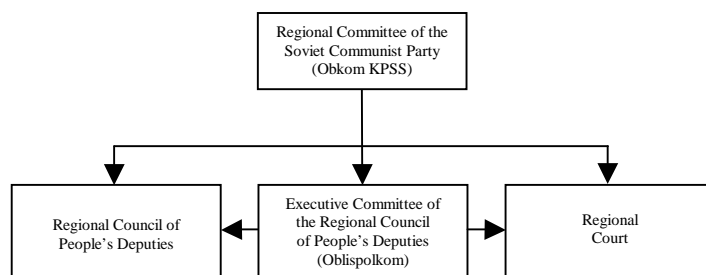 Regional Committee of the
Soviet Communist Party
(Obkom KPSS)
Regional Council of
People's Deputies
Executive Committee of
the Regional Council
of People's Deputies
(Oblispolkom)
Regional
Court